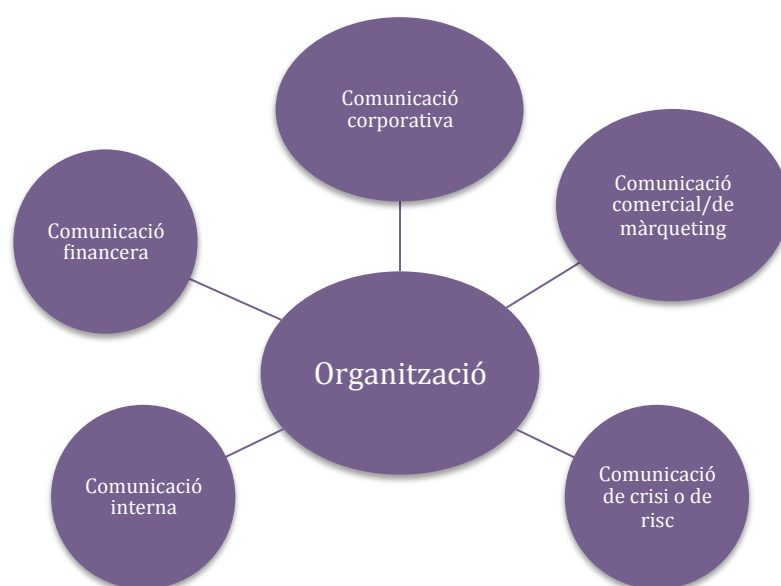 Comunicació
corporativa
Comunicació
comercial/de
màrqueting
Comunicació
financera
Organització
Comunicació
interna
Comunicació
de crisi o de
risc